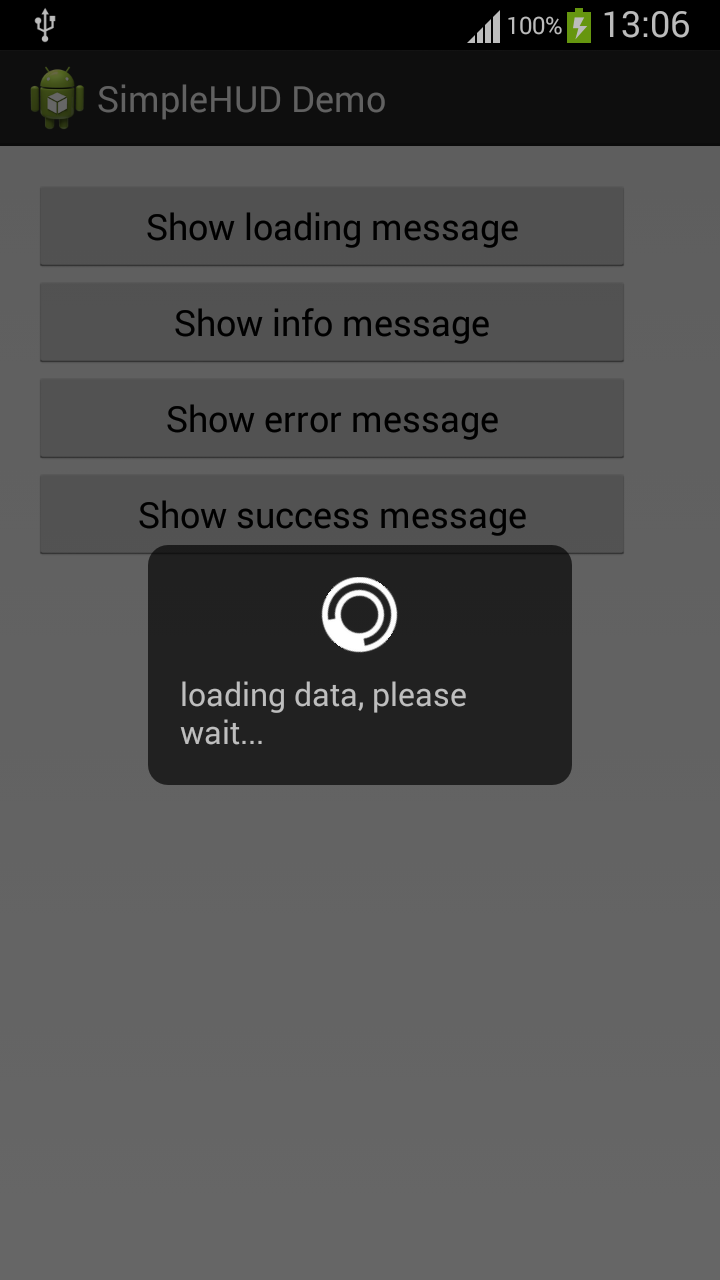 100% 13:06
SimpleHUD Demo
Show loading message
Show info message
Show error message
Show success message
loading data, please
wait...